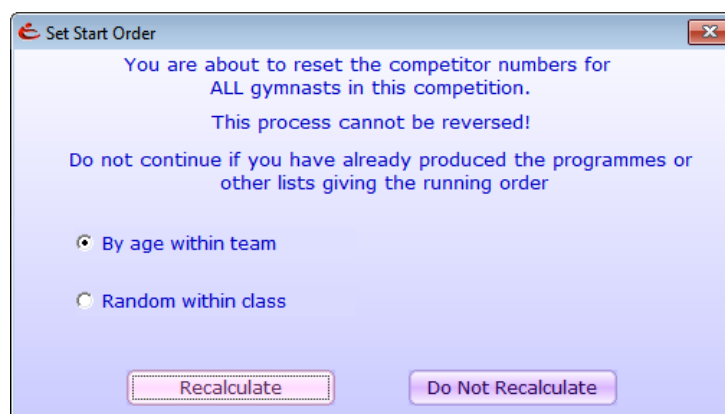 Set Start Order
You are about to reset the competitor numbers for
ALL gymnasts in this competition.
This process cannot be reversed!
Do not continue if you have already produced the programmes or
other lists giving the running order
By age within team
Random within class
Recalculate
Do Not Recalculate